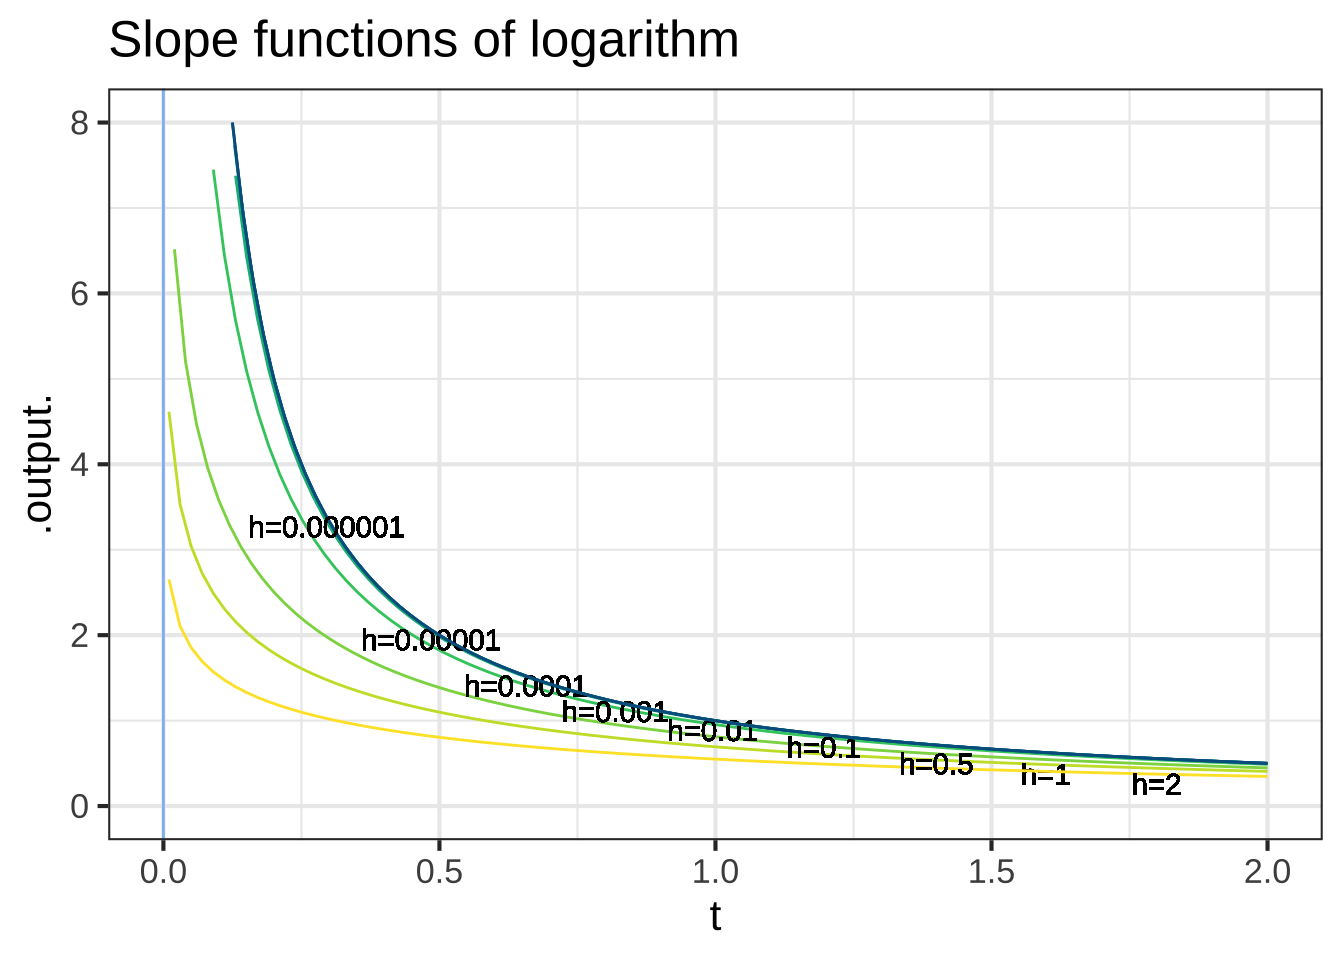 Slope functions of logarithm
8
6
4
2
0
.output.
h=0.000001
h=0.00001
h=0.0001
h=0.001
h=0.01
h=0.1
h=0.5
h=1
h=2
0.0 0.5 1.0 1.5 2.0
t